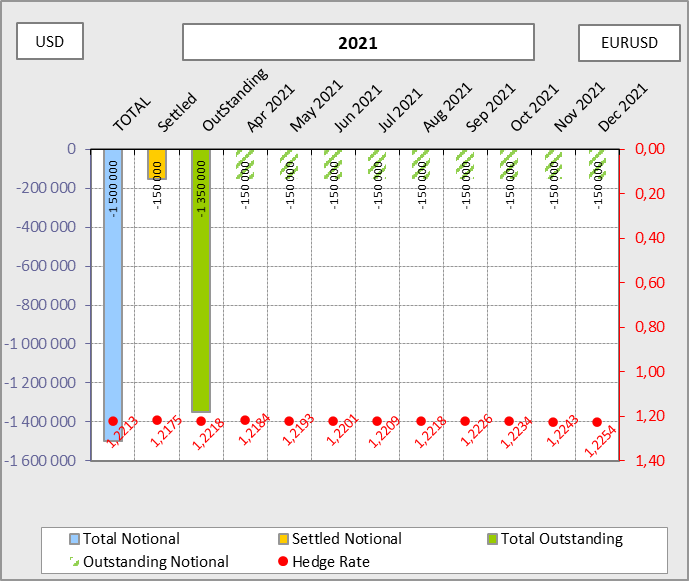 USD
2021
EURUSD
TOTAL
Settled
OutStanding
Apr 2021
May 2021
Jun 2021
Jul 2021
Aug 2021
Sep 2021
Oct 2021
Nov 2021
Dec 2021
0
-200 000
-400 000
-600 000
-800 000
-1 000 000
-1 200 000
-1 400 000
-1 600 000
-1 500 000
-150 000
-1 350 000
-150 000
-150 000
-150 000
-150 000
-150 000
-150 000
-150 000
-150 000
-150 000
0,00
0,20
0,40
0,60
0,80
1,00
1,20
1,40
1,2213
1,2175
1,2218
1,2184
1,2193
1,2201
1,2209
1,2218
1,2226
1,2234
1,2243
1,2254
Total Notional
Settled Notional
Total Outstanding
Outstanding Notional
Hedge Rate